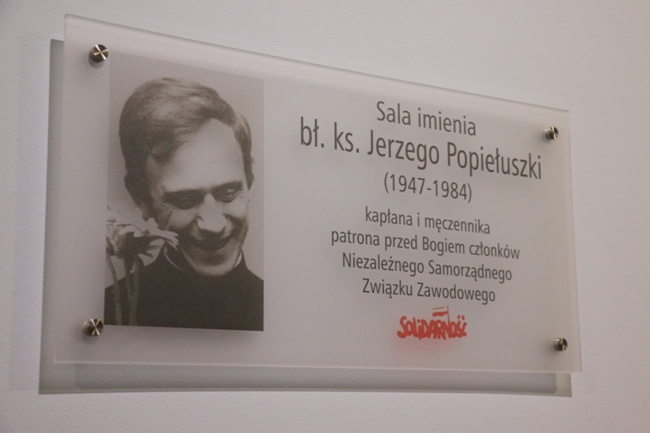 Sala imienia
bł. ks. Jerzego Popiełuszki
(1947-1984)
kapłana i męczennika
patrona przed Bogiem członków
Niezależnego Samorządnego
Związku Zawodowego
SOLIDARNOŚĆ